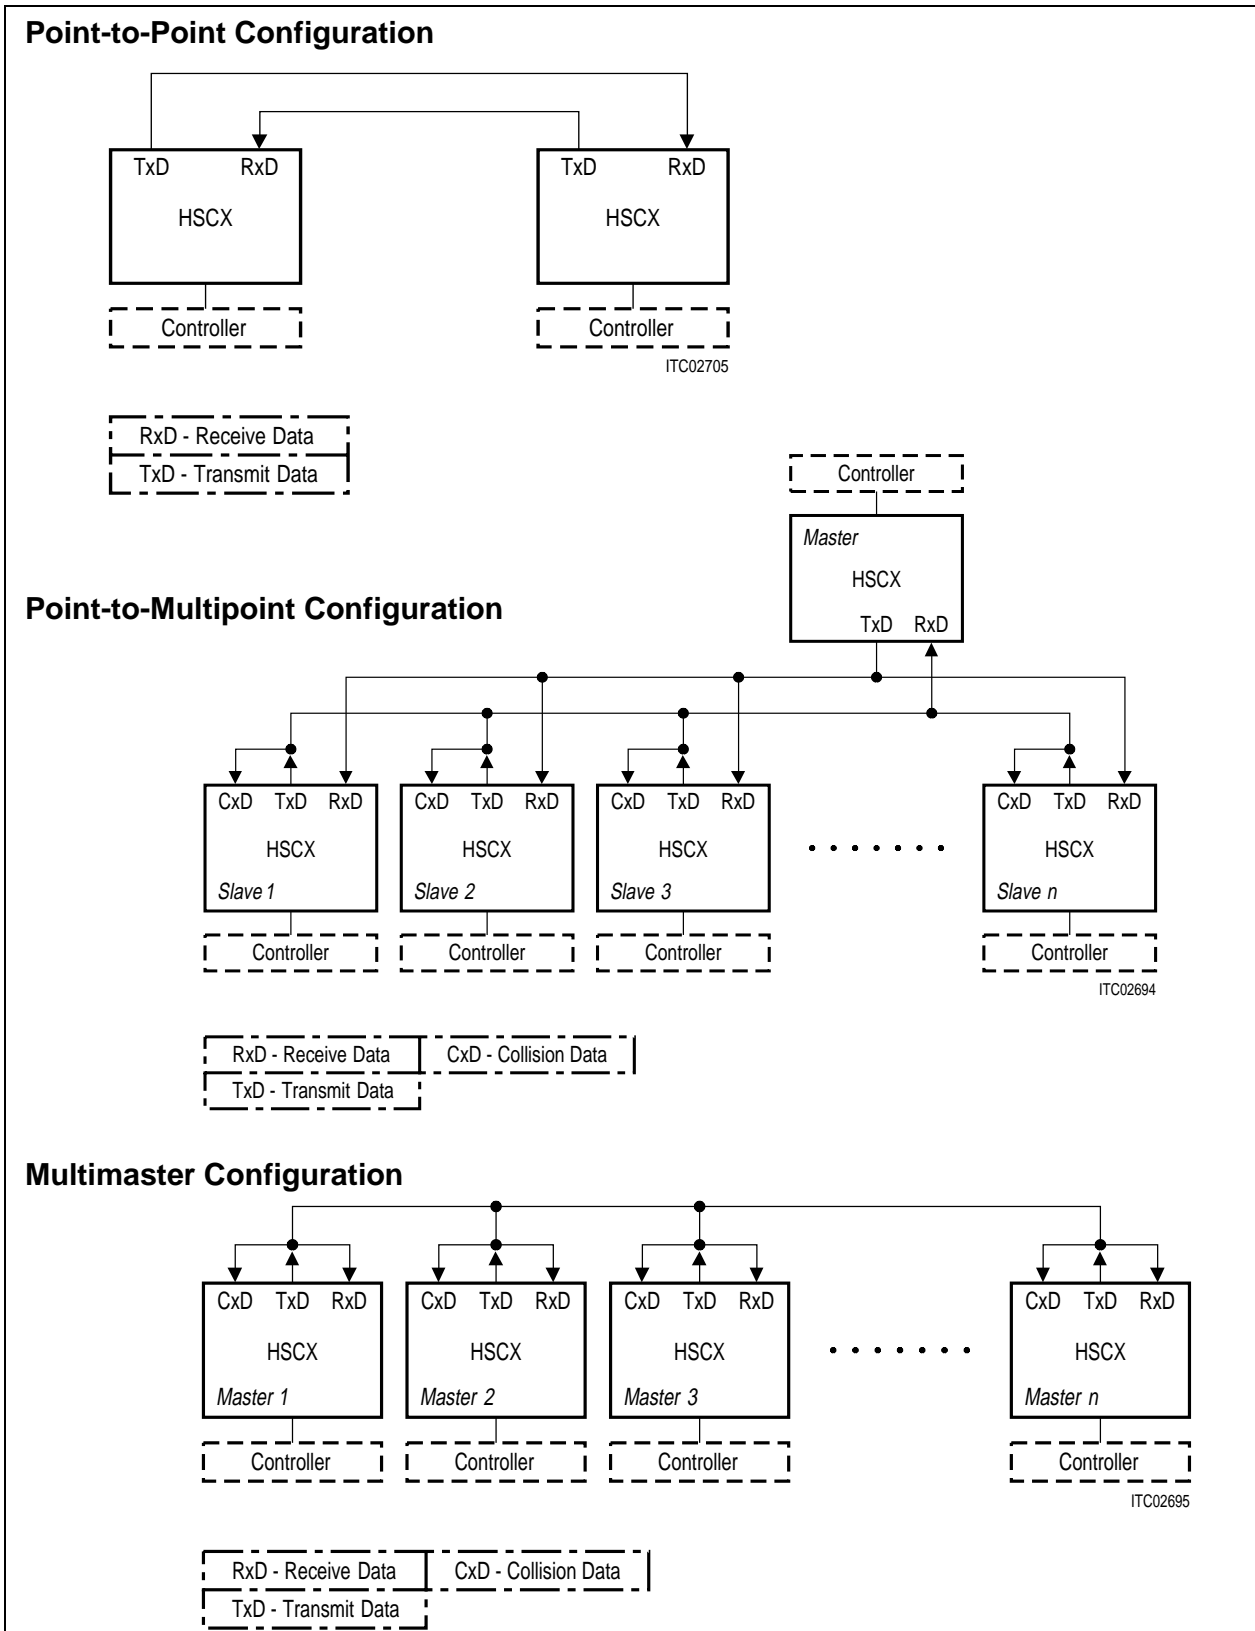 Point-to-Point Configuration
TxD RxD TxD RxD
HSCX HSCX
Controller Controller
ITC02705
RxD - Receive Data
TxD - Transmit Data
Controller
Master
HSCX
TxD RxD
Point-to-Multipoint Configuration
CxD TxD RxD CxD TxD RxD CxD TxD RxD CxD TxD RxD
HSCX HSCX HSCX HSCX
Slave 1 Slave 2 Slave 3 Slave n
Controller Controller Controller Controller
ITC02694
RxD - Receive Data CxD - Collision Data
TxD - Transmit Data
Multimaster Configuration
CxD TxD RxD CxD TxD RxD CxD TxD RxD CxD TxD RxD
HSCX HSCX HSCX HSCX
Master 1 Master 2 Master 3 Master n
Controller Controller Controller Controller
ITC02695
RxD - Receive Data CxD - Collision Data
TxD - Transmit Data